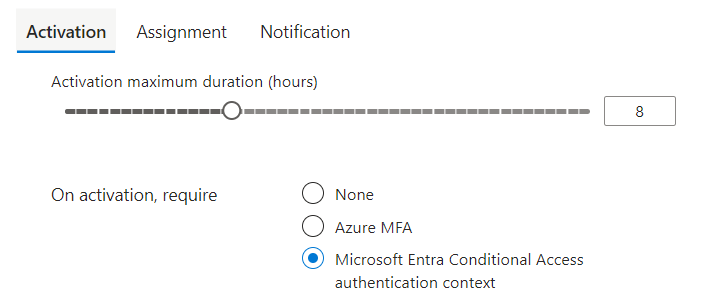 Activation Assignment Notification
Activation maximum duration (hours)
8
On activation, require
None
Azure MFA
Microsoft Entra Conditional Access
authentication context